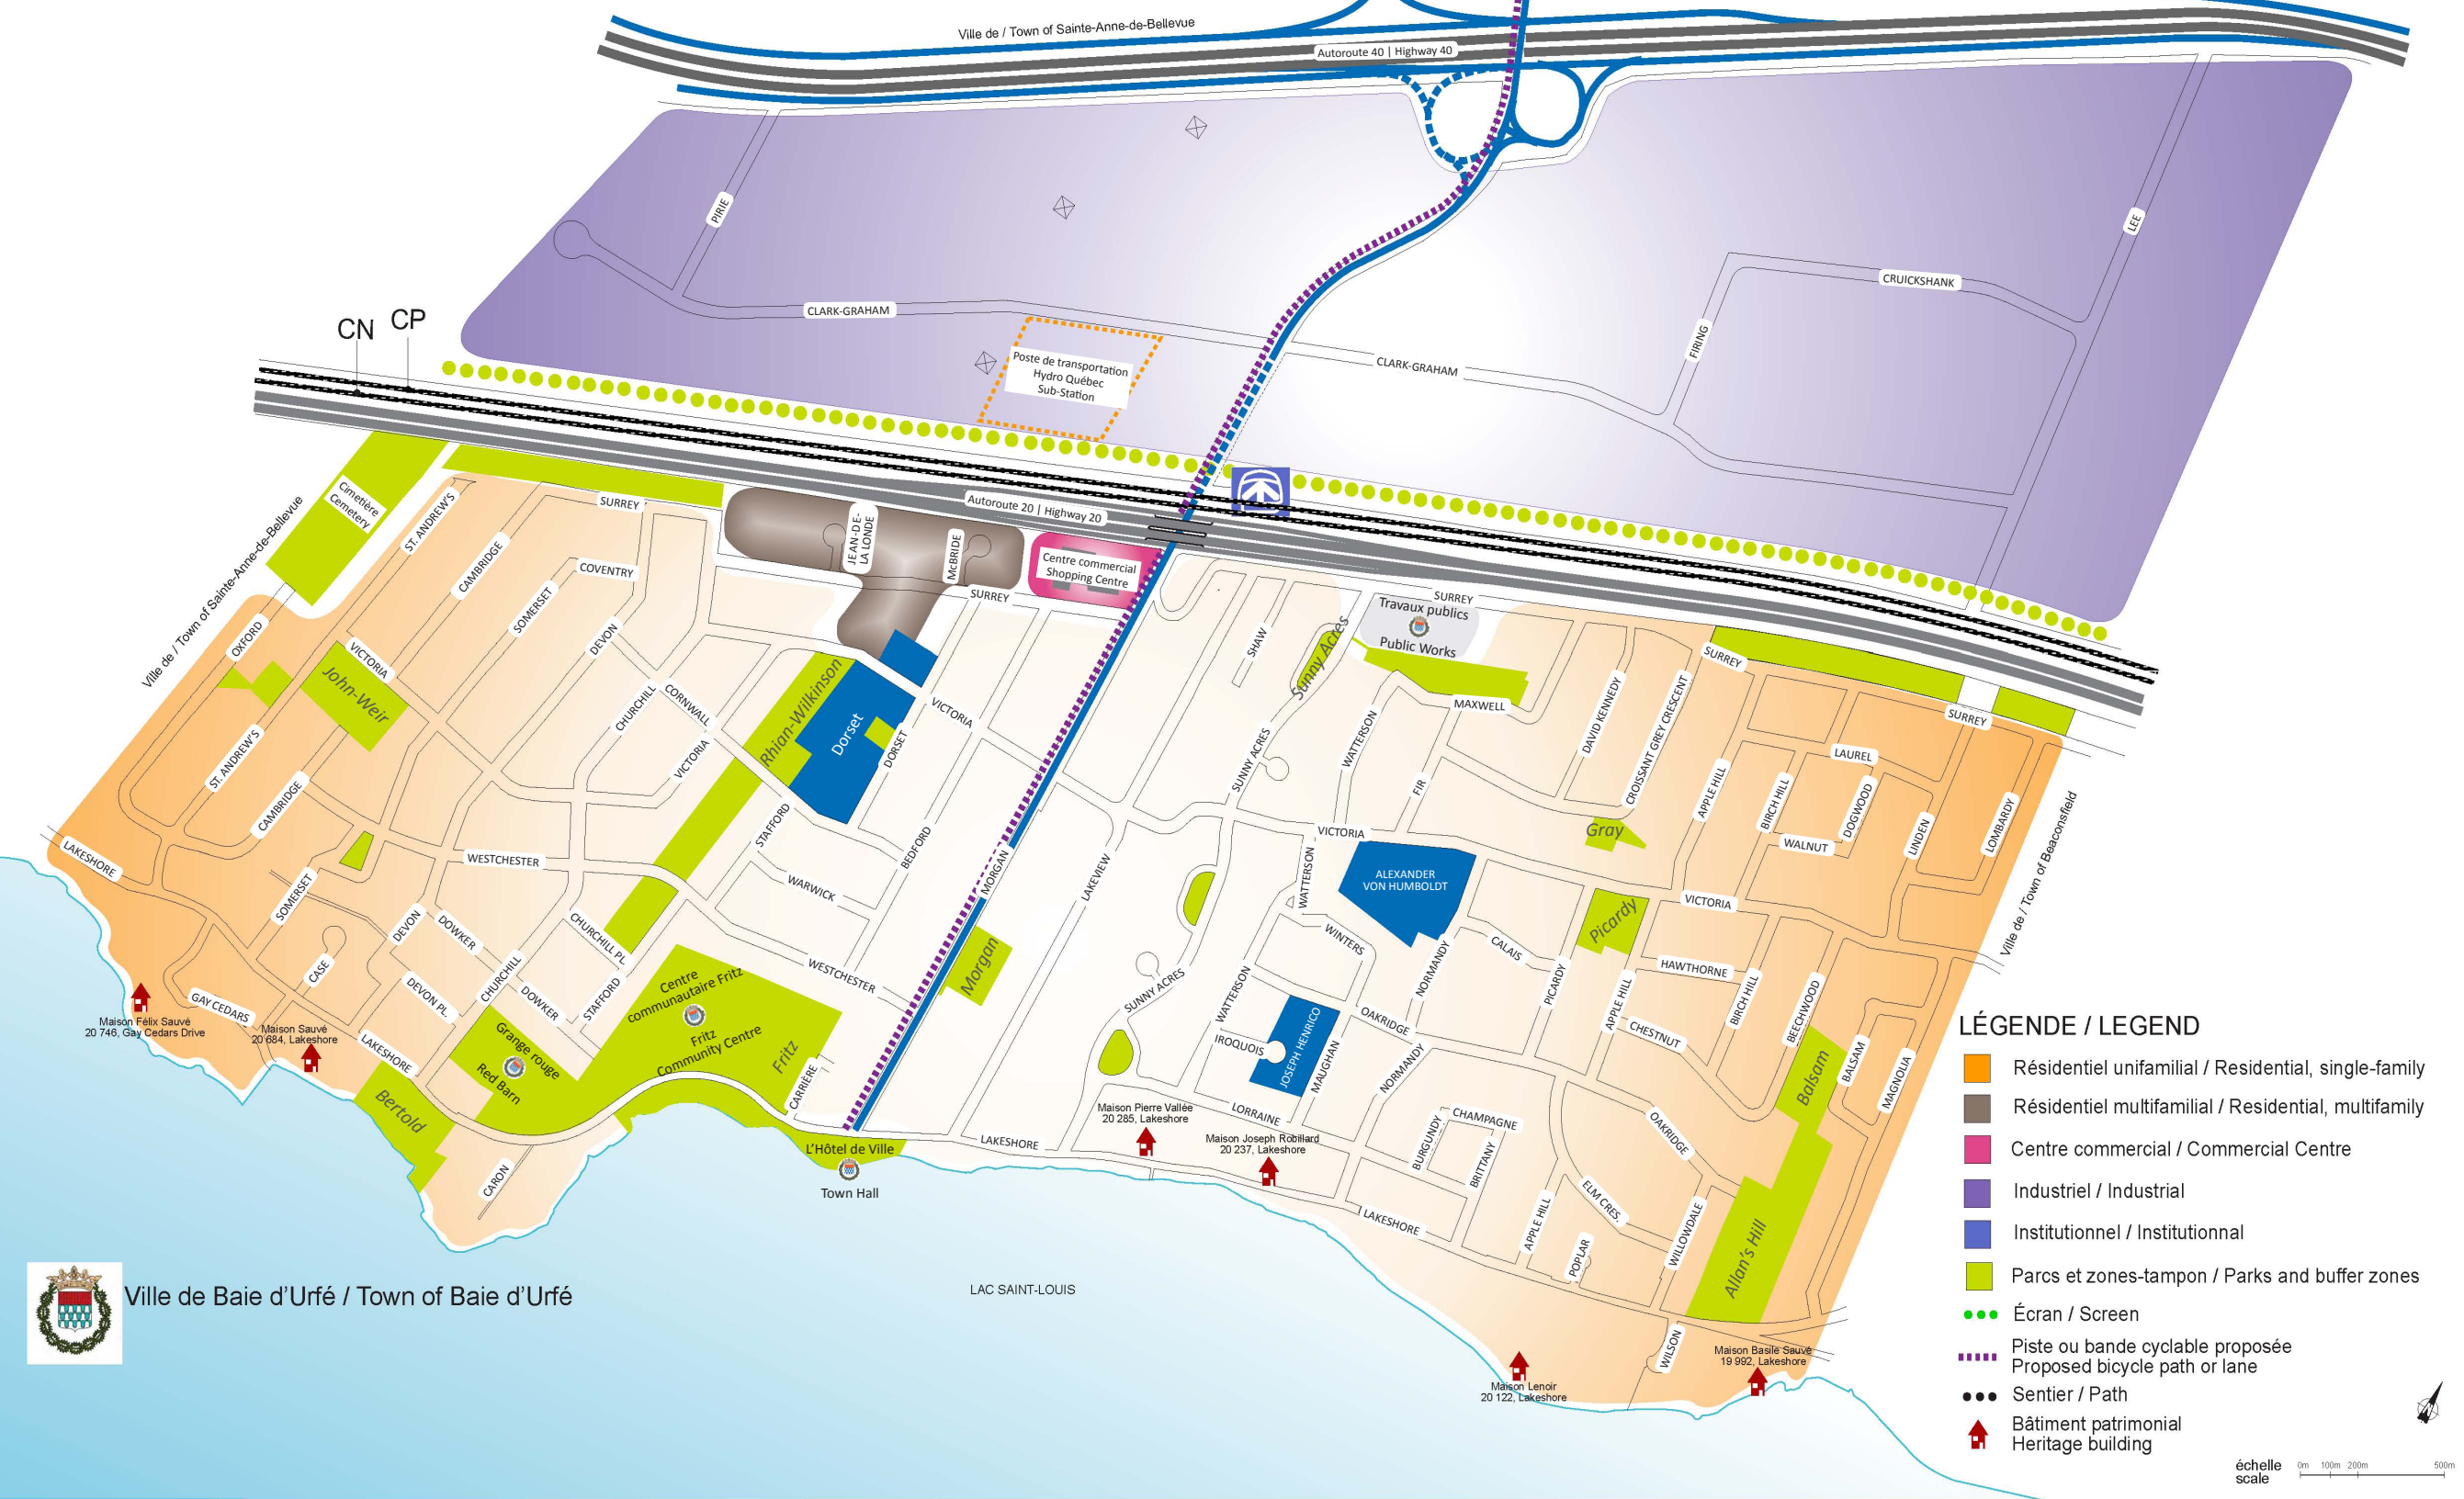 Ville de / Town of Sainte-Anne-de-Bellevue
Autoroute 40 | Highway 40
PIRIE
LEE
CLARK-GRAHAM
CRUICKSHANK
FIRING
CLARK-GRAHAM
CN
CP
Poste de transportation
Hydro Québec
Sub-Station
Autoroute 20 | Highway 20
Ville de / Town of Sainte-Anne-de-Bellevue
Cimetière
Cemetery
ST. ANDREW'S
CAMBRIDGE
SURREY
COVENTRY
SOMERSET
DEVON
JEAN-DE-
LA LONDE
McBRIDE
SURREY
Centre commercial
Shopping Centre
SHAW
Sunny Acres
SURREY
Travaux publics
Public Works
MAXWELL
DAVID KENNEDY
CROISSANT GREY CRESCENT
SURREY
SURREY
OXFORD
VICTORIA
John-Weir
CHURCHILL
CORNWALL
VICTORIA
Rhian-Wilkinson
Dorset
DORSET
VICTORIA
SUNNY ACRES
WATTERSON
FIR
APPLE HILL
BIRCH HILL
LAUREL
DOGWOOD
WALNUT
LINDEN
LOMBARDY
Ville de / Town of Beaconsfield
ST. ANDREW'S
CAMBRIDGE
LAKESHORE
WESTCHESTER
STAFFORD
WARWICK
BEDFORD
MORGAN
LAKEVIEW
VICTORIA
WATTERSON
ALEXANDER
VON HUMBOLDT
Gray
Picardy
VICTORIA
SOMERSET
DEVON
DOWKER
CHURCHILL PL.
CASE
GAY CEDARS
DEVON PL.
CHURCHILL
DOWKER
STAFFORD
WESTCHESTER
Morgan
SUNNY ACRES
WINTERS
NORMANDY
CALAIS
PICARDY
HAWTHORNE
APPLE HILL
BIRCH HILL
BEECHWOOD
CHESTNUT
BALSAM
MAGNOLIA
Balsam
Centre
communautaire Fritz
Fritz
Community Centre
Fritz
Grange rouge
Red Barn
Bertold
LAKESHORE
CARRIÈRE
CARON
L'Hôtel de Ville
Town Hall
LAKESHORE
WATTERSON
IROQUOIS
JOSEPH HENRICO
OAKRIDGE
MAUGHAN
NORMANDY
LORRAINE
BURGUNDY
CHAMPAGNE
BRITTANY
LAKESHORE
APPLE HILL
ELM CRES.
POPLAR
OAKRIDGE
WILLOWDALE
Allan's Hill
WILSON
Maison Félix Sauvé
20 746, Gay Cedars Drive
Maison Sauvé
20 684, Lakeshore
Maison Pierre Vallée
20 285, Lakeshore
Maison Joseph Robillard
20 237, Lakeshore
Maison Lenoir
20 122, Lakeshore
Maison Basile Sauvé
19 992, Lakeshore
LAC SAINT-LOUIS
Ville de Baie d'Urfé / Town of Baie d'Urfé
LÉGENDE / LEGEND
Résidentiel unifamilial / Residential, single-family
Résidentiel multifamilial / Residential, multifamily
Centre commercial / Commercial Centre
Industriel / Industrial
Institutionnel / Institutionnal
Parcs et zones-tampon / Parks and buffer zones
Écran / Screen
Piste ou bande cyclable proposée
Proposed bicycle path or lane
Sentier / Path
Bâtiment patrimonial
Heritage building
échelle
scale
0m 100m 200m 500m